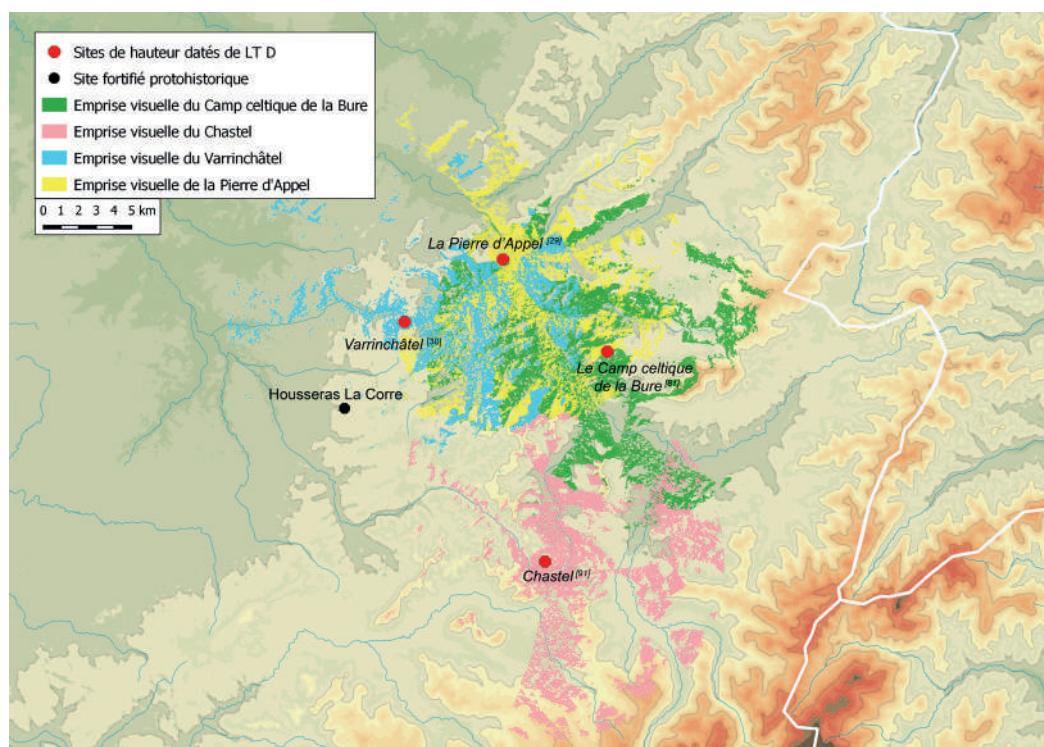 Sites de hauteur datés de LT D
Site fortifié protohistorique
Emprise visuelle du Camp celtique de la Bure
Emprise visuelle du Chastel
Emprise visuelle du Varrinchâtel
Emprise visuelle de la Pierre d'Appel
0 1 2 3 4 5 km
La Pierre d'Appel [29]
Varrinchâtel [30]
Le Camp celtique
de la Bure [81]
Housseras La Corre
Chastel [91]